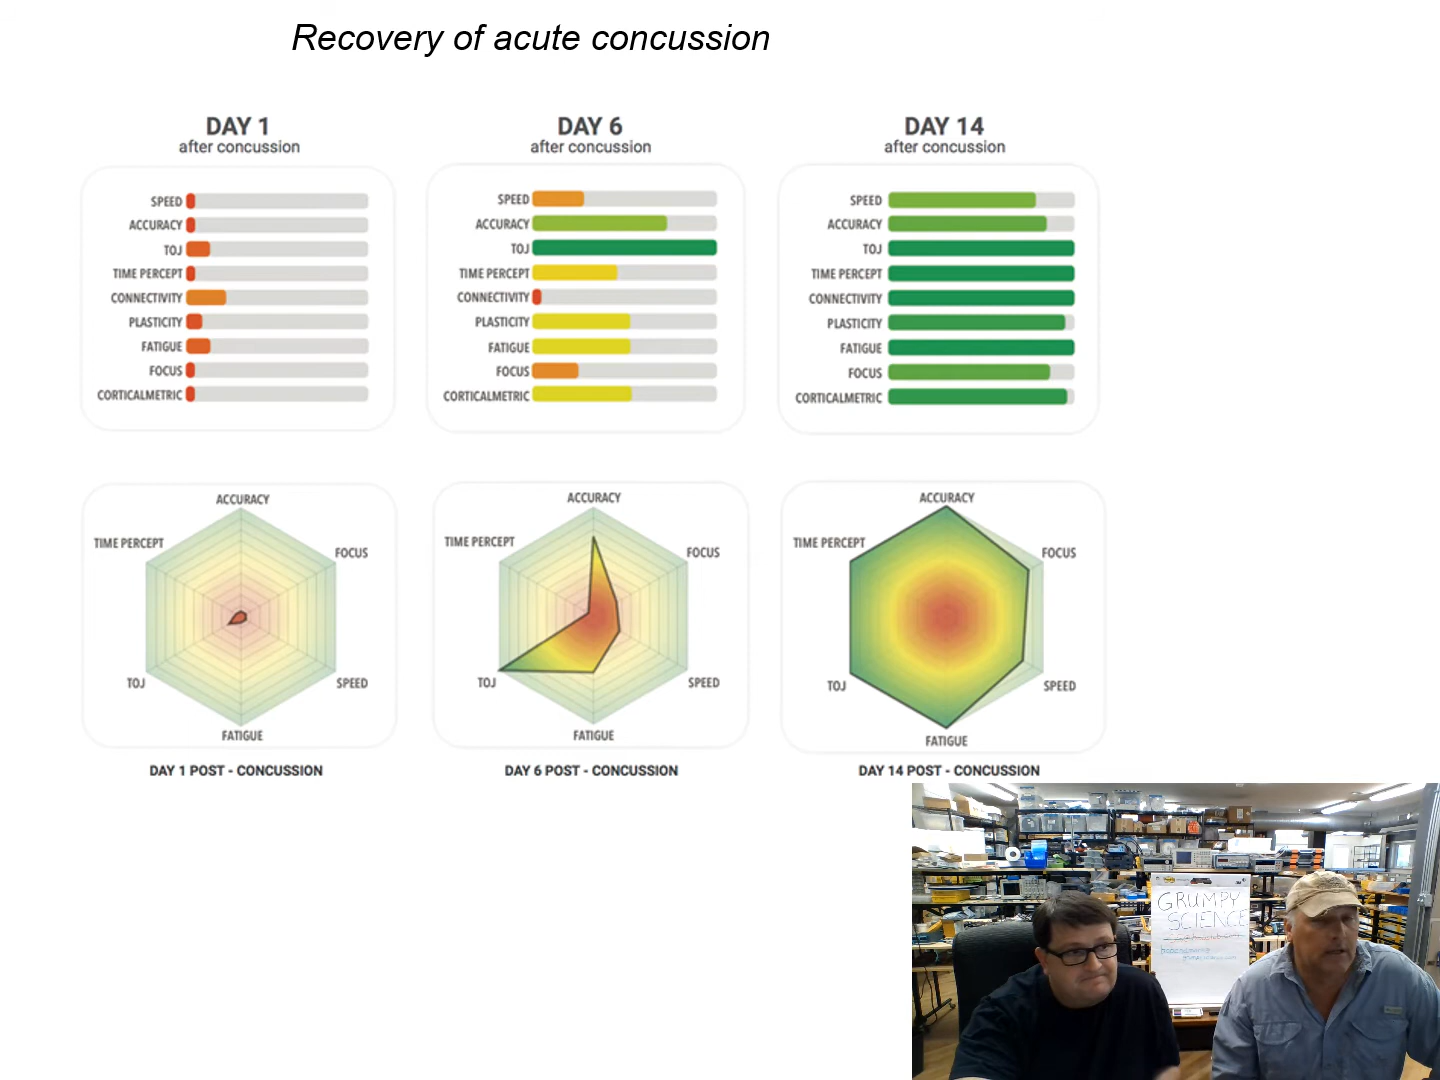 Recovery of acute concussion
DAY 1
after concussion
SPEED
ACCURACY
TOJ
TIME PERCEPT
CONNECTIVITY
PLASTICITY
FATIGUE
FOCUS
CORTICALMETRIC
DAY 6
after concussion
SPEED
ACCURACY
TOJ
TIME PERCEPT
CONNECTIVITY
PLASTICITY
FATIGUE
FOCUS
CORTICALMETRIC
DAY 14
after concussion
SPEED
ACCURACY
TOJ
TIME PERCEPT
CONNECTIVITY
PLASTICITY
FATIGUE
FOCUS
CORTICALMETRIC
ACCURACY
TIME PERCEPT
FOCUS
TOJ
SPEED
FATIGUE
DAY 1 POST - CONCUSSION
ACCURACY
TIME PERCEPT
FOCUS
TOJ
SPEED
FATIGUE
DAY 6 POST - CONCUSSION
ACCURACY
TIME PERCEPT
FOCUS
TOJ
SPEED
FATIGUE
DAY 14 POST - CONCUSSION
GRUMPY
SCIENCE